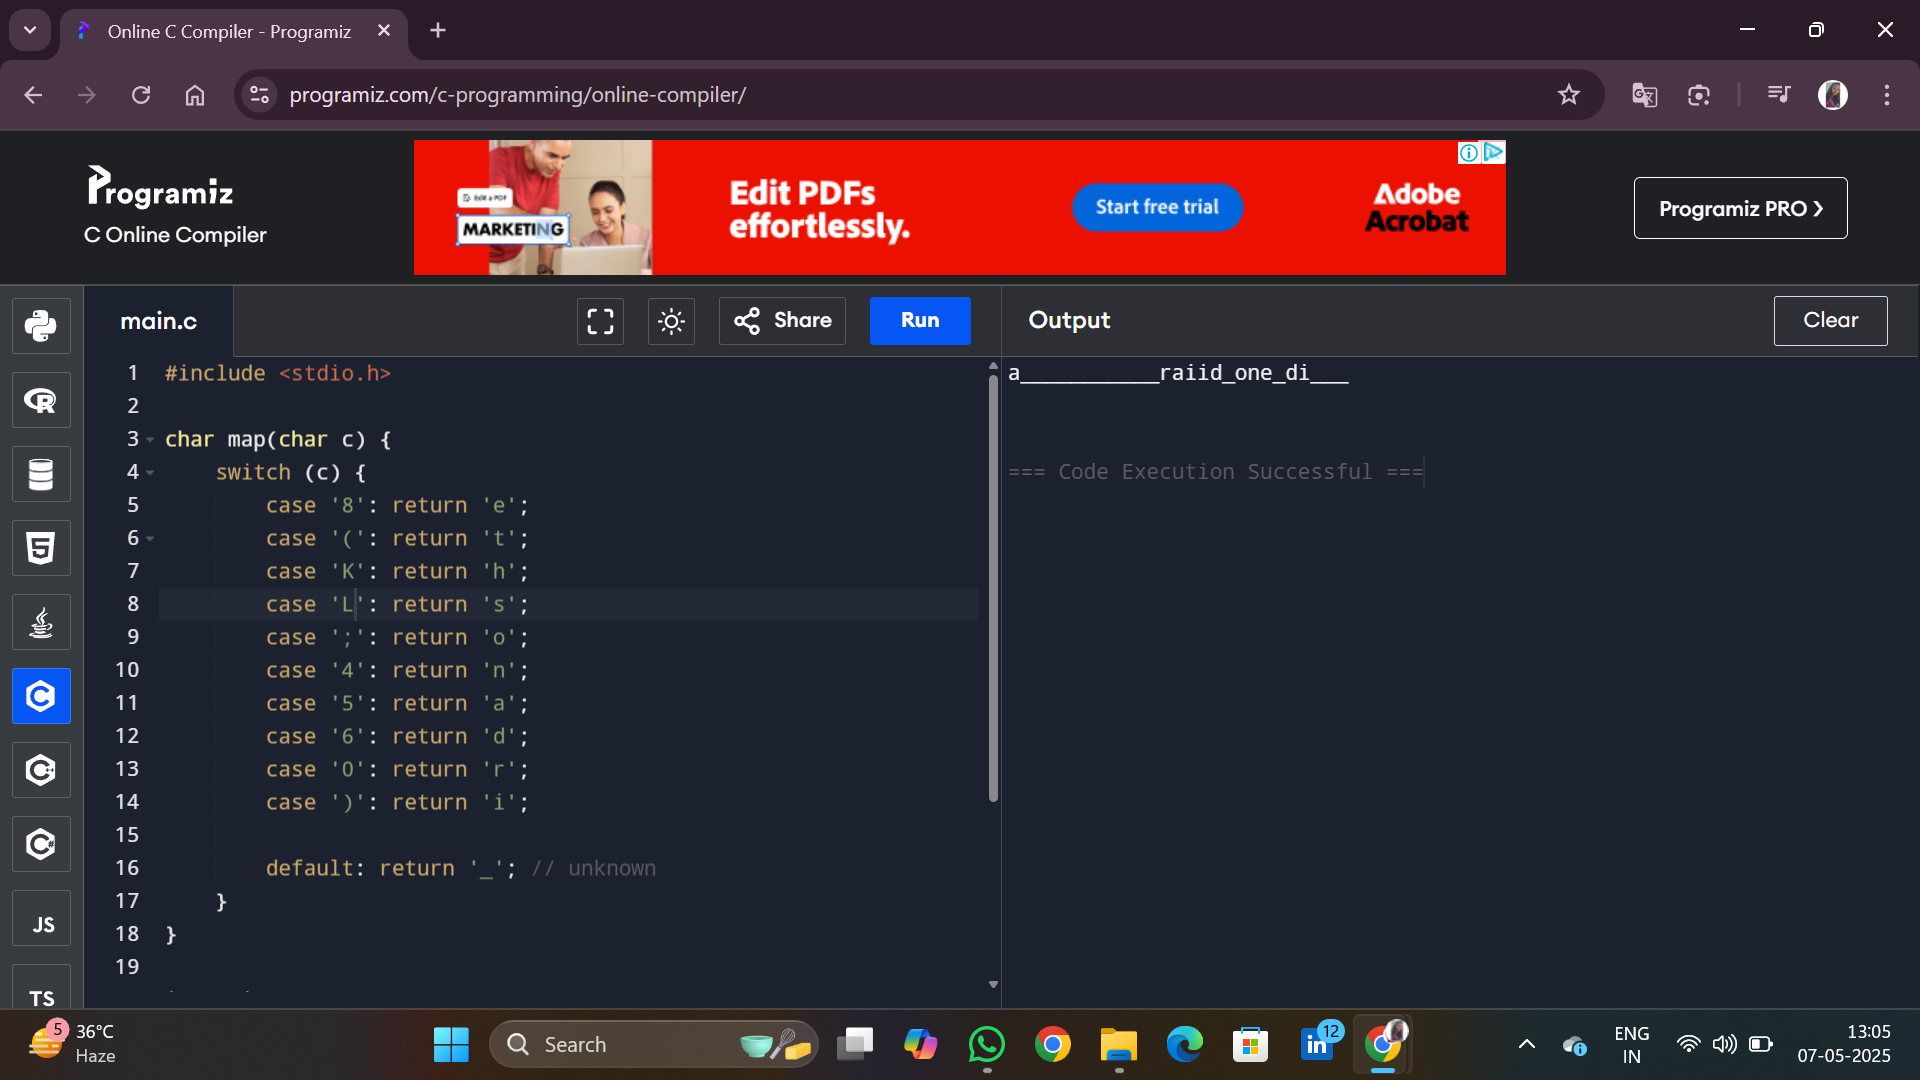 Online C Compiler - Programiz
programiz.com/c-programming/online-compiler/
Programiz
C Online Compiler
Edit a PDF
MARKETING
Edit PDFs
effortlessly.
Start free trial
Adobe
Acrobat
Programiz PRO ❯
main.c
Share
Run
Output
Clear
1 #include <stdio.h>
2
3 char map(char c) {
4 switch (c) {
5 case '8': return 'e';
6 case '(': return 't';
7 case 'K': return 'h';
8 case 'L': return 's';
9 case ';': return 'o';
10 case '4': return 'n';
11 case '5': return 'a';
12 case '6': return 'd';
13 case '0': return 'r';
14 case ')': return 'i';
15
16 default: return '_'; // unknown
17 }
18 }
19
a___________raiid_one_di___
=== Code Execution Successful ===
JS
TS
5
36°C
Haze
Search
12
ENG
IN
13:05
07-05-2025